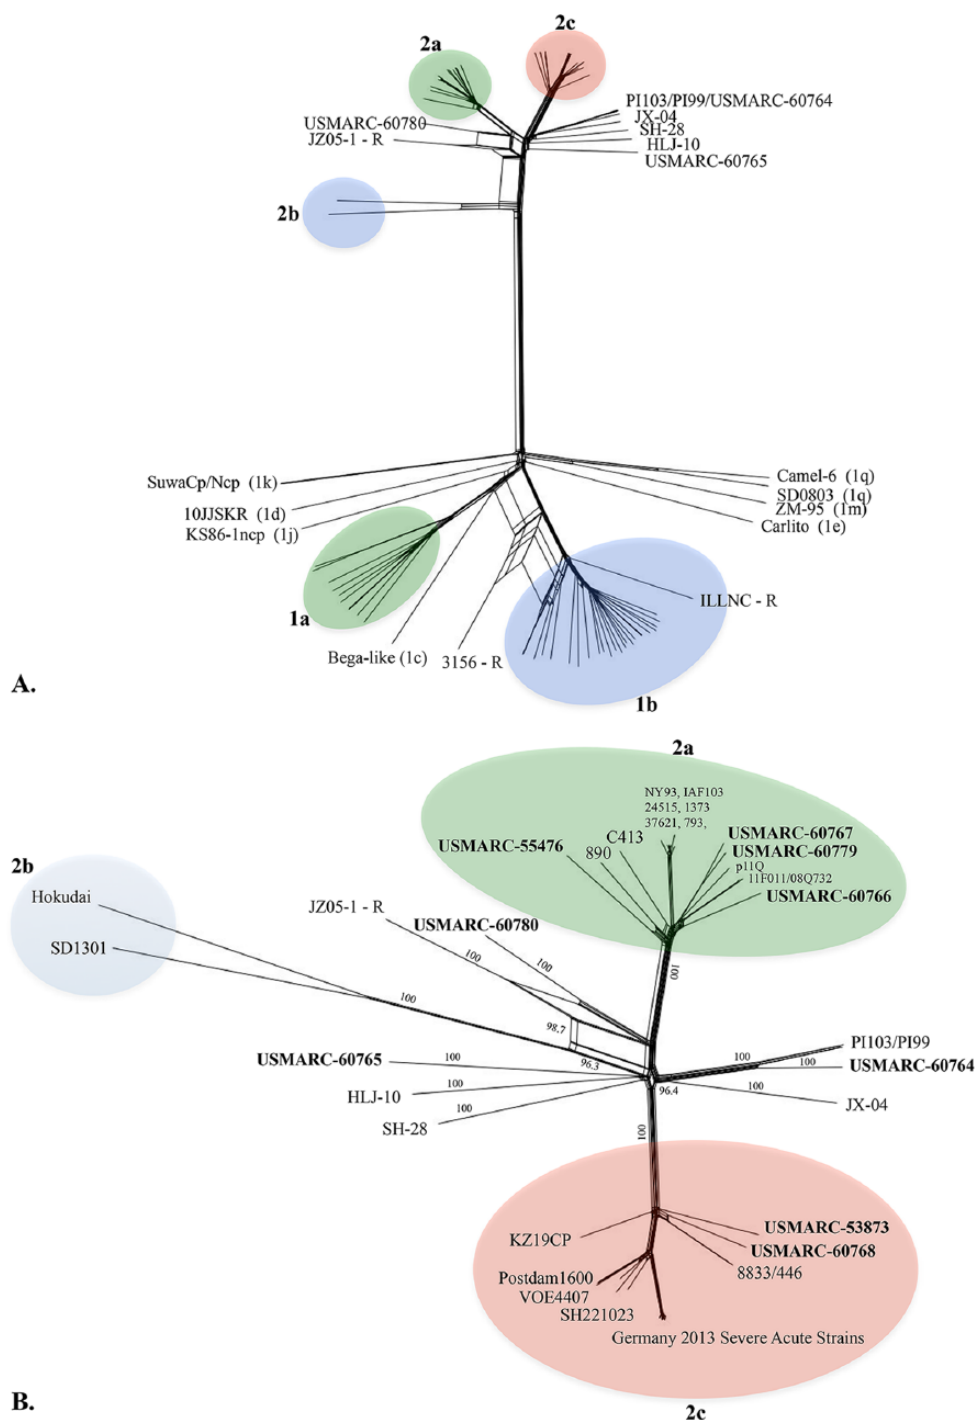 2c
2a
PI103/PI99/USMARC-60764
JX-04
USMARC-60780
SH-28
JZ05-1 - R
HLJ-10
USMARC-60765
2b
SuwaCp/Ncp (1k)
Camel-6 (1q)
SD0803 (1q)
10JJSKR (1d)
ZM-95 (1m)
KS86-1ncp (1j)
Carlito (1e)
ILLNC - R
1a
Bega-like (1c)
3156 - R
A.
1b
2a
NY93, IAF103
24515, 1373
37621, 793,
C413
USMARC-60767
USMARC-55476
890
USMARC-60779
p11Q
2b
11F011/08Q732
Hokudai
USMARC-60766
JZ05-1 - R
USMARC-60780
SD1301
100
100
100
100
98.7
PI103/PI99
USMARC-60765
100
96.3
100
100
USMARC-60764
HLJ-10
100
96.4
100
JX-04
SH-28
100
100
KZ19CP
USMARC-53873
USMARC-60768
8833/446
Postdam1600
VOE4407
SH221023
Germany 2013 Severe Acute Strains
B.
2c